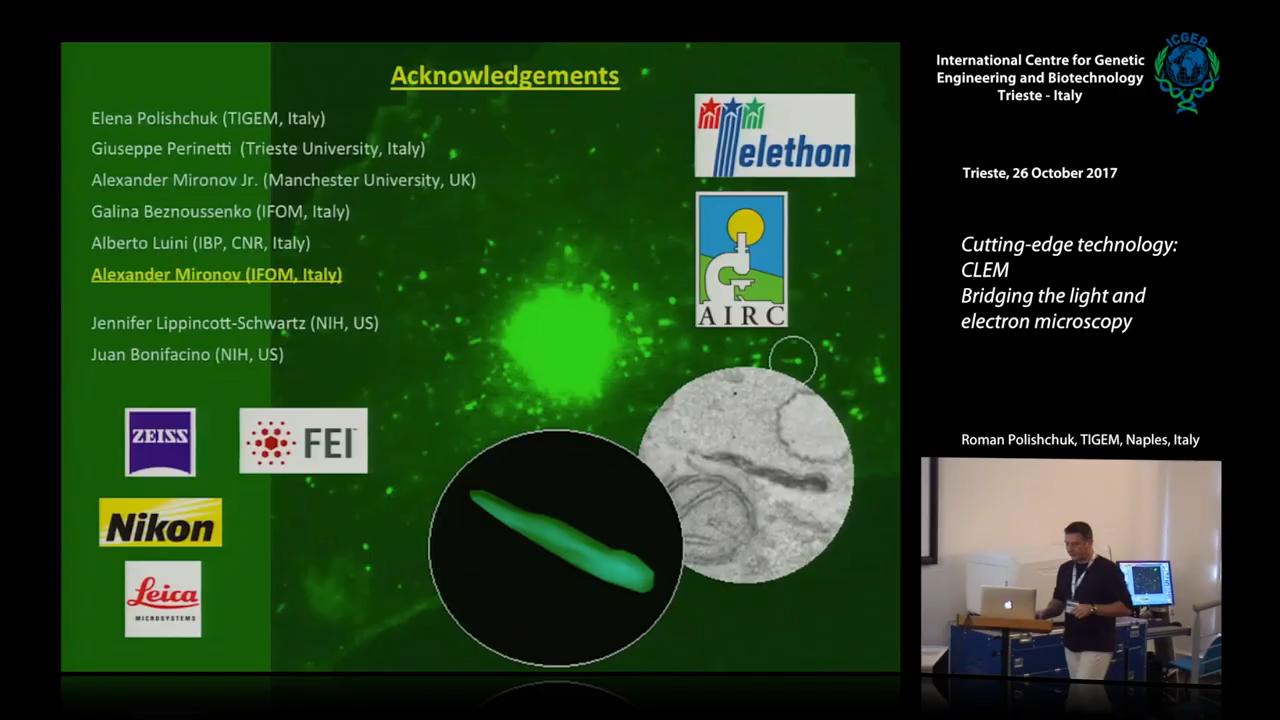 Acknowledgements
Elena Polishchuk (TIGEM, Italy)
Giuseppe Perinetti (Trieste University, Italy)
Alexander Mironov Jr. (Manchester University, UK)
Galina Beznoussenko (IFOM, Italy)
Alberto Luini (IBP, CNR, Italy)
Alexander Mironov (IFOM, Italy)
Jennifer Lippincott-Schwartz (NIH, US)
Juan Bonifacino (NIH, US)
Telethon
AIRC
ZEISS
FEI™
Nikon
Leica
MICROSYSTEMS
International Centre for Genetic
Engineering and Biotechnology
Trieste - Italy
ICGEB
Trieste, 26 October 2017
Cutting-edge technology:
CLEM
Bridging the light and
electron microscopy
Roman Polishchuk, TIGEM, Naples, Italy